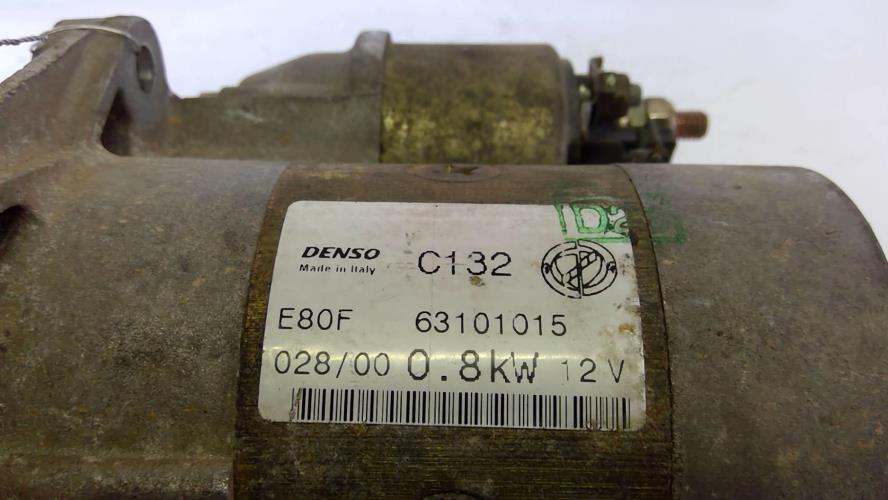 DENSO C132
Made in Italy
E80F 63101015
028/00 0.8kW 12V